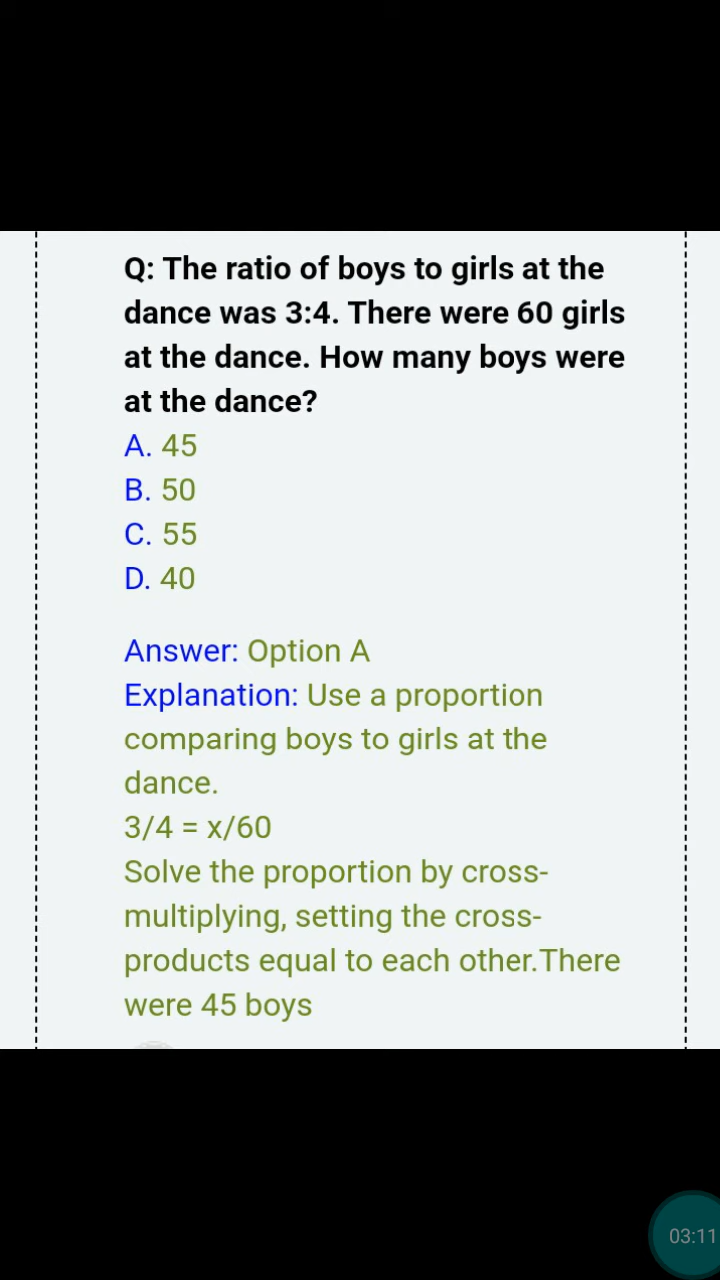 Q: The ratio of boys to girls at the
dance was 3:4. There were 60 girls
at the dance. How many boys were
at the dance?
A. 45
B. 50
C. 55
D. 40
Answer: Option A
Explanation: Use a proportion
comparing boys to girls at the
dance.
3/4 = x/60
Solve the proportion by cross-
multiplying, setting the cross-
products equal to each other.There
were 45 boys
03:11